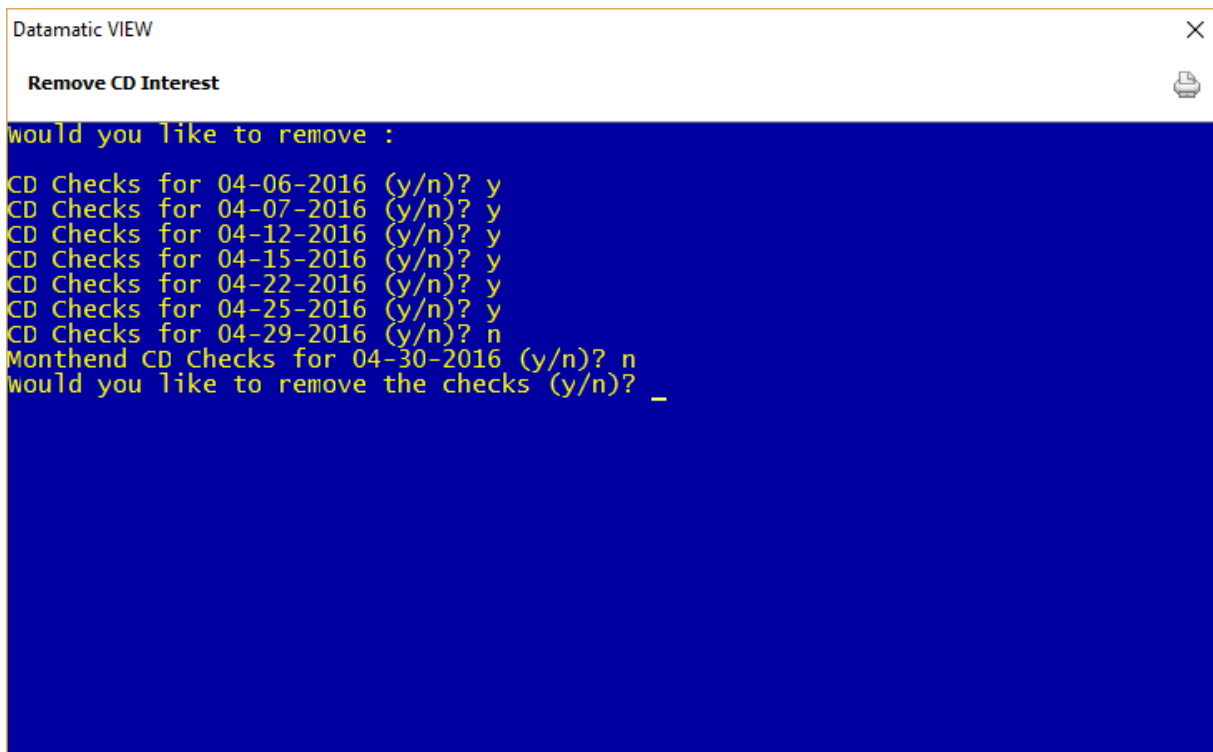 Datamatic VIEW
Remove CD Interest
Would you like to remove :
CD Checks for 04-06-2016 (y/n)? y
CD Checks for 04-07-2016 (y/n)? y
CD Checks for 04-12-2016 (y/n)? y
CD Checks for 04-15-2016 (y/n)? y
CD Checks for 04-22-2016 (y/n)? y
CD Checks for 04-25-2016 (y/n)? y
CD Checks for 04-29-2016 (y/n)? n
Monthend CD Checks for 04-30-2016 (y/n)? n
Would you like to remove the checks (y/n)? _